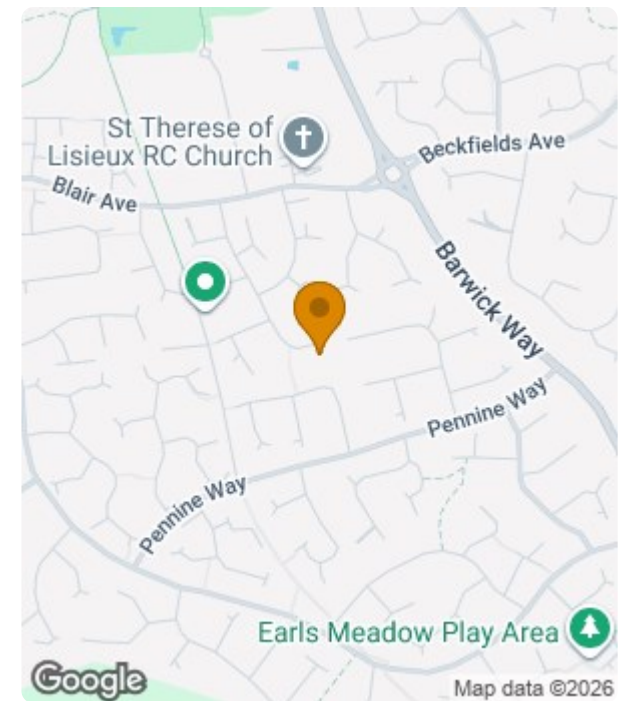 St Therese of
Lisieux RC Church
Beckfields Ave
Blair Ave
Barwick Way
Pennine Way
Pennine Way
Earls Meadow Play Area
Google
Map data ©2026